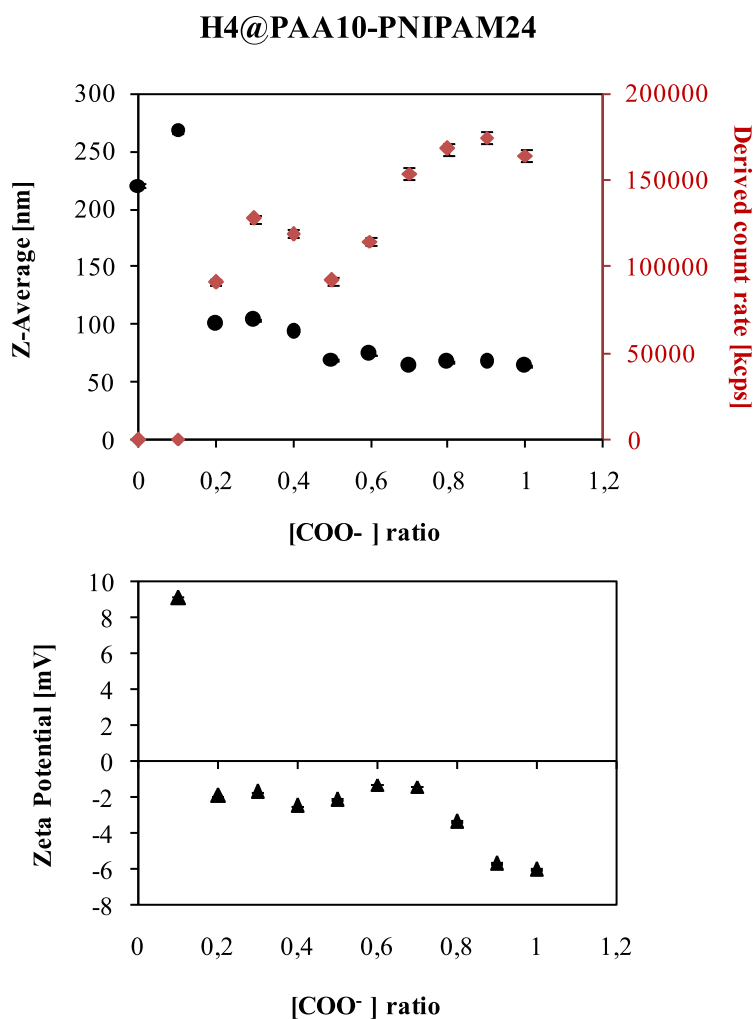 H4@PAA10-PNIPAM24
300
250
200
150
100
50
0
Z-Average [nm]
200000
150000
100000
50000
0
Derived count rate [kcps]
0 0,2 0,4 0,6 0,8 1 1,2
[COO- ] ratio
10
8
6
4
2
0
-2
-4
-6
-8
Zeta Potential [mV]
0 0,2 0,4 0,6 0,8 1 1,2
[COO⁻ ] ratio